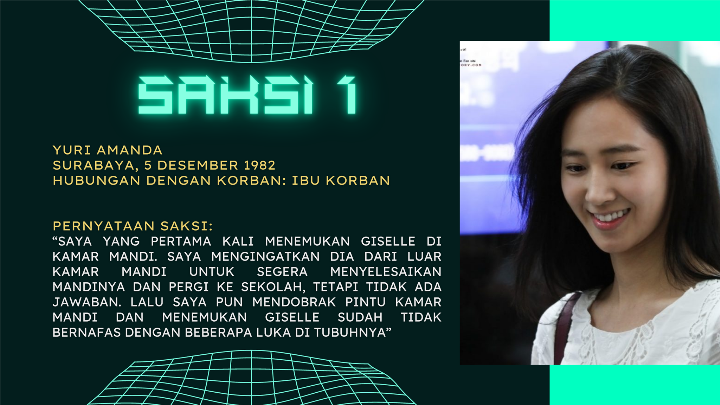 SAKSI 1
YURI AMANDA
SURABAYA, 5 DESEMBER 1982
HUBUNGAN DENGAN KORBAN: IBU KORBAN
PERNYATAAN SAKSI:
“SAYA YANG PERTAMA KALI MENEMUKAN GISELLE DI
KAMAR MANDI. SAYA MENGINGATKAN DIA DARI LUAR
KAMAR MANDI UNTUK SEGERA MENYELESAIKAN
MANDINYA DAN PERGI KE SEKOLAH, TETAPI TIDAK ADA
JAWABAN. LALU SAYA PUN MENDOBRAK PINTU KAMAR
MANDI DAN MENEMUKAN GISELLE SUDAH TIDAK
BERNAFAS DENGAN BEBERAPA LUKA DI TUBUHNYA”